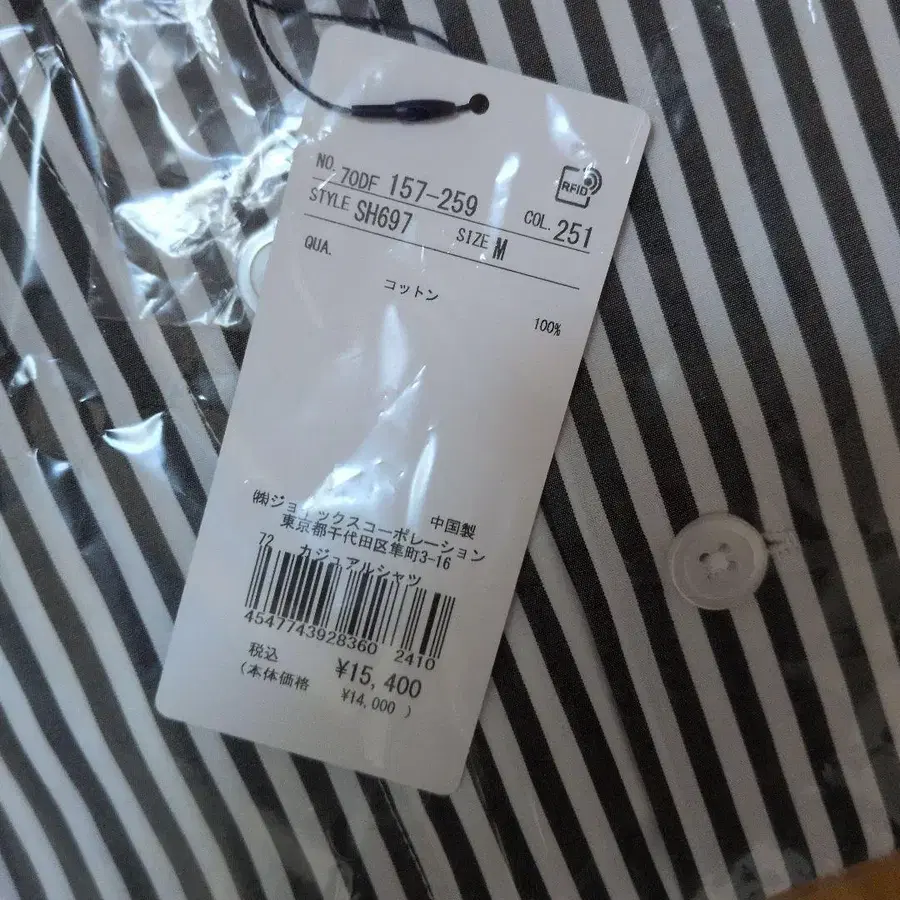 NO. 70DF 157-259 COL. 251
RFID
STYLE SH697 SIZE M
QUA.
コットン
100%
中国製
㈱ジョイックスコーポレーション
東京都千代田区隼町3-16
72 カジュアルシャツ
4547743928360 2410
税込 ¥15,400
(本体価格 ¥14,000 )